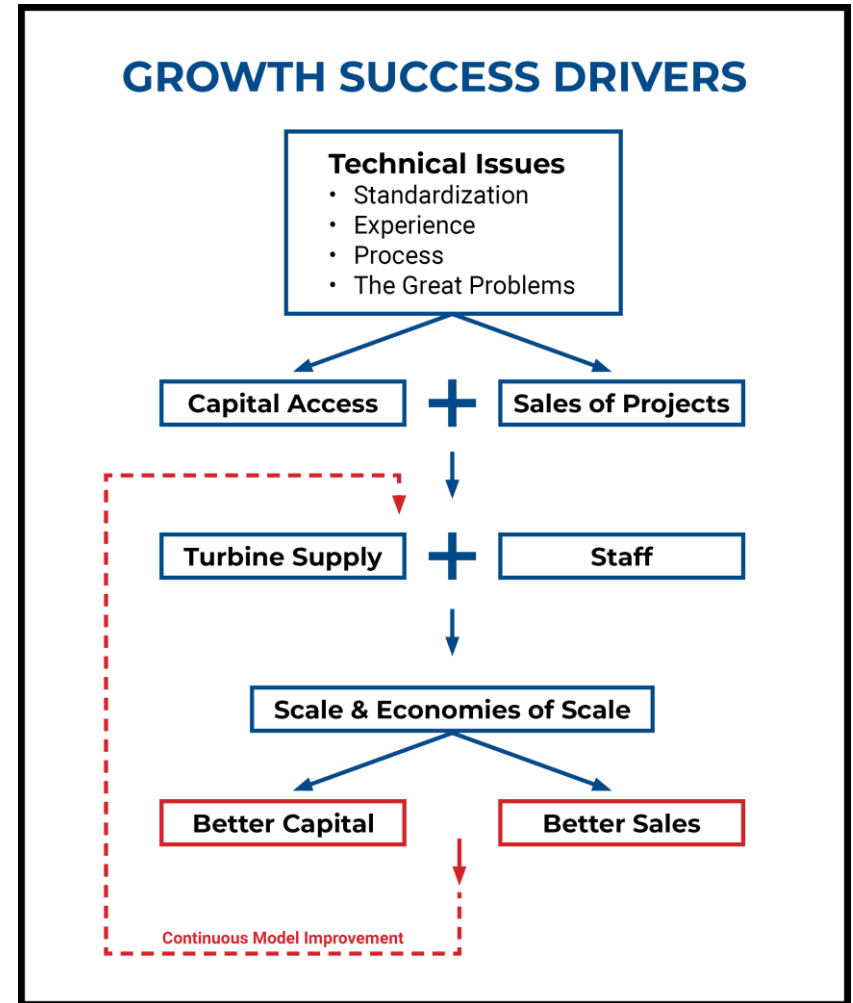 GROWTH SUCCESS DRIVERS
Technical Issues
• Standardization
• Experience
• Process
• The Great Problems
Capital Access + Sales of Projects
Turbine Supply + Staff
Scale & Economies of Scale
Better Capital
Better Sales
Continuous Model Improvement